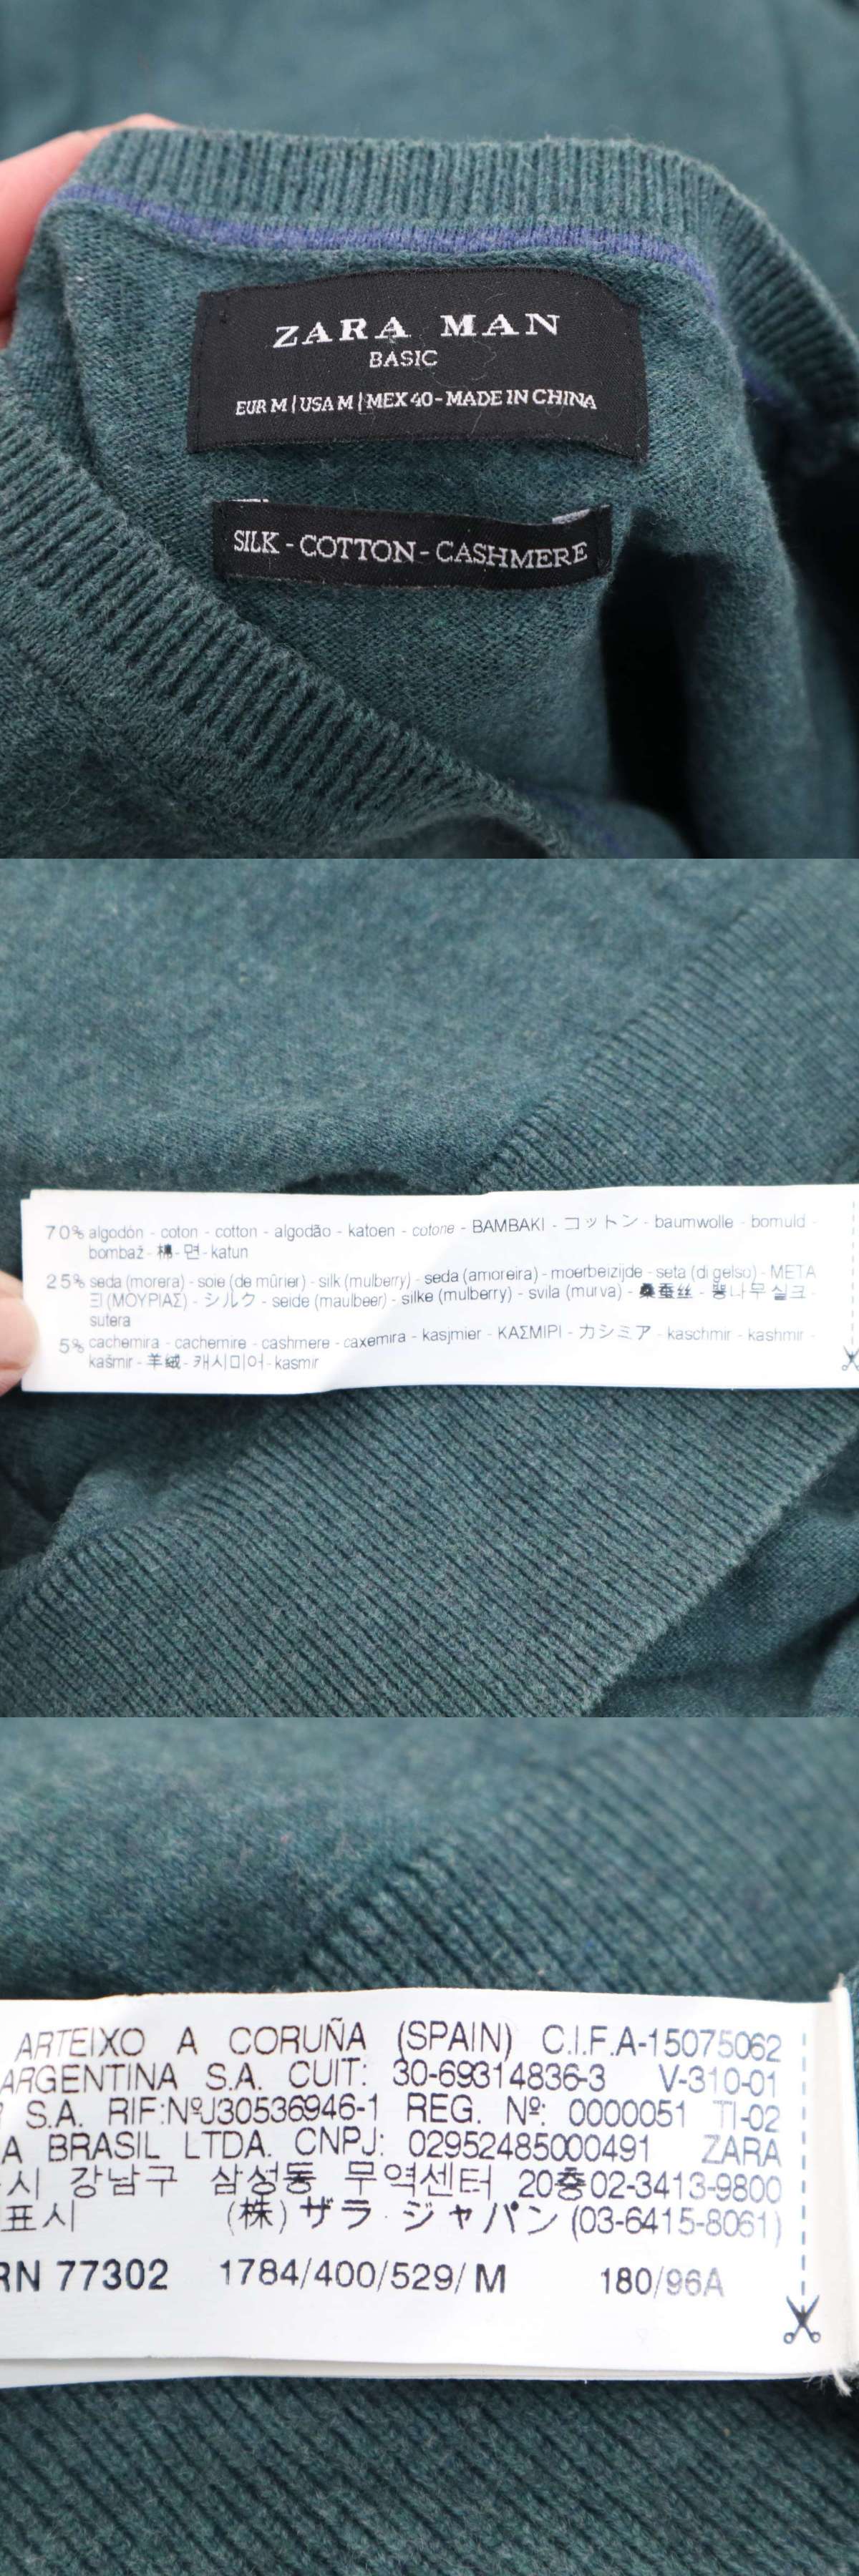 ZARA MAN
BASIC
EUR M | USA M | MEX 40 - MADE IN CHINA
SILK - COTTON - CASHMERE
70% algodón - coton - cotton - algodão - katoen - cotone - BAMBAKI - コットン - baumwolle - bomuld -
bombaž - 棉 - 면 - katun
25% seda (morera) - soie (de mûrier) - silk (mulberry) - seda (amoreira) - moerbeizijde - seta (di gelso) - META
ΞI (ΜΟΥΡΙΑΣ) - シルク - seide (maulbeer) - silke (mulberry) - svila (murva) - 桑蚕丝 - 뽕나무 실크 -
sutera
5% cachemira - cachemire - cashmere - caxemira - kasjmier - ΚΑΣΜΙΡΙ - カシミア - kaschmir - kashmir -
kašmir - 羊绒 - 캐시미어 - kasmir
ARTEIXO A CORUÑA (SPAIN) C.I.F.A-15075062
ARGENTINA S.A. CUIT: 30-69314836-3 V-310-01
S.A. RIF:NºJ30536946-1 REG. Nº: 0000051 TI-02
A BRASIL LTDA. CNPJ: 02952485000491 ZARA
시 강남구 삼성동 무역센터 20층 02-3413-9800
表시 (株) ザラ・ジャパン (03-6415-8061)
RN 77302 1784/400/529/ M 180/96A